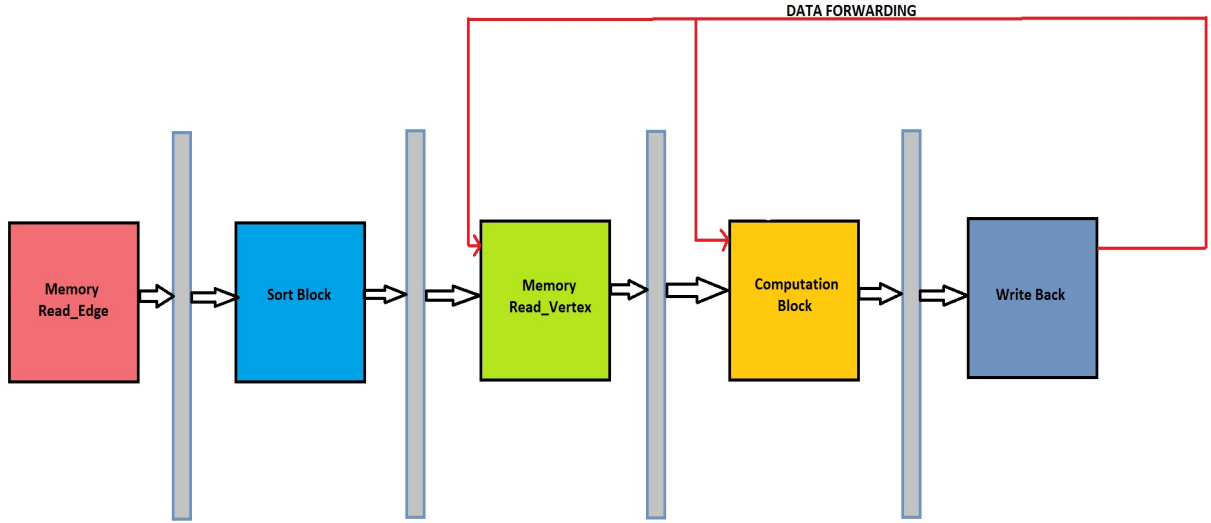 DATA FORWARDING
Memory
Read_Edge
Sort Block
Memory
Read_Vertex
Computation
Block
Write Back